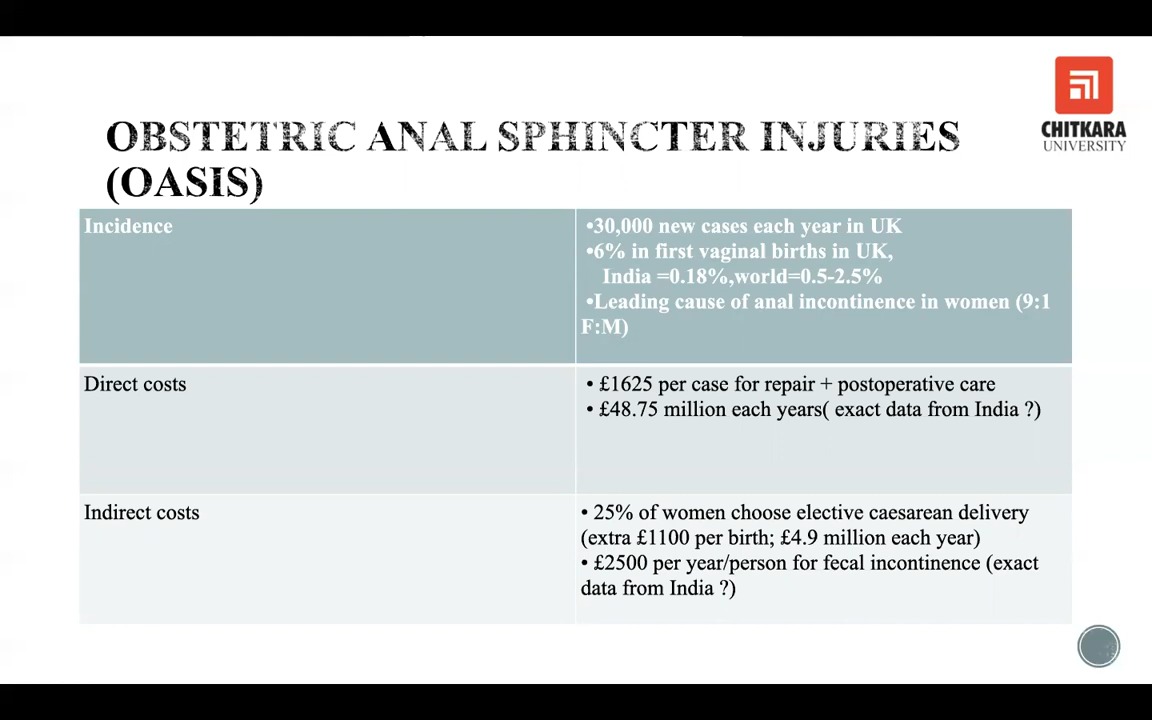 CHITKARA
UNIVERSITY
OBSTETRIC ANAL SPHINCTER INJURIES
(OASIS)
Incidence
•30,000 new cases each year in UK
•6% in first vaginal births in UK,
India =0.18%,world=0.5-2.5%
•Leading cause of anal incontinence in women (9:1
F:M)
Direct costs
• £1625 per case for repair + postoperative care
• £48.75 million each years( exact data from India ?)
Indirect costs
• 25% of women choose elective caesarean delivery
(extra £1100 per birth; £4.9 million each year)
• £2500 per year/person for fecal incontinence (exact
data from India ?)